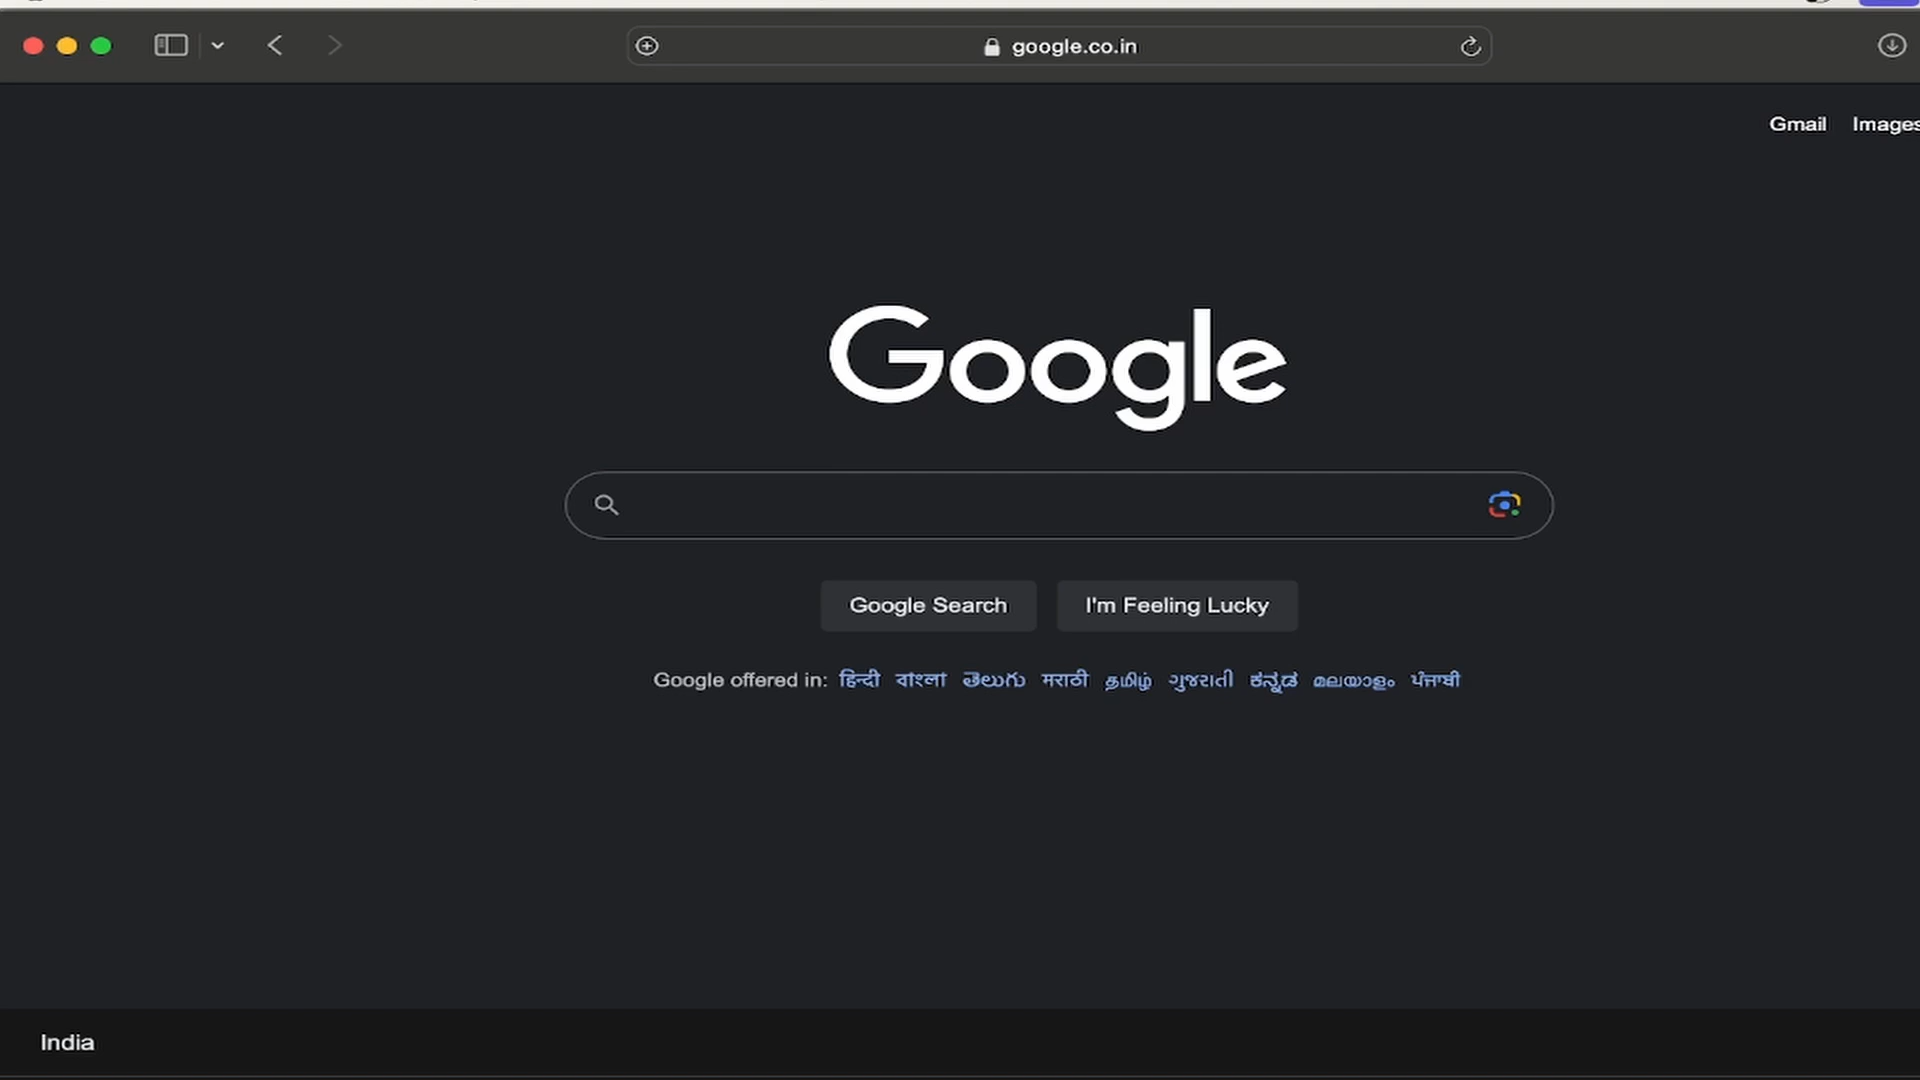 google.co.in
Gmail Images
Google
Google Search I'm Feeling Lucky
Google offered in: हिन्दी বাংলা తెలుగు मराठी தமிழ் ગુજરાતી ಕನ್ನಡ മലയാളം ਪੰਜਾਬੀ
India